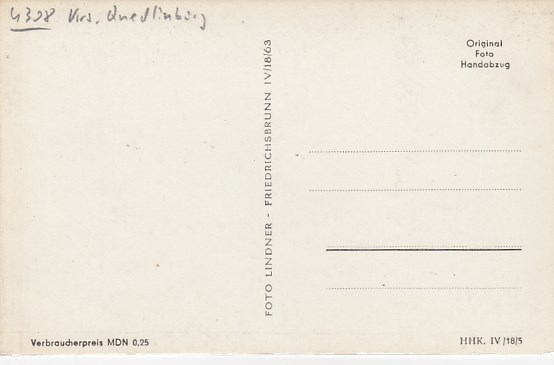 4308 Krs. Quedlinburg
Original
Foto
Handabzug
FOTO LINDNER - FRIEDRICHSBRUNN IV/18/63
Verbraucherpreis MDN 0,25
HHK. IV/18/5